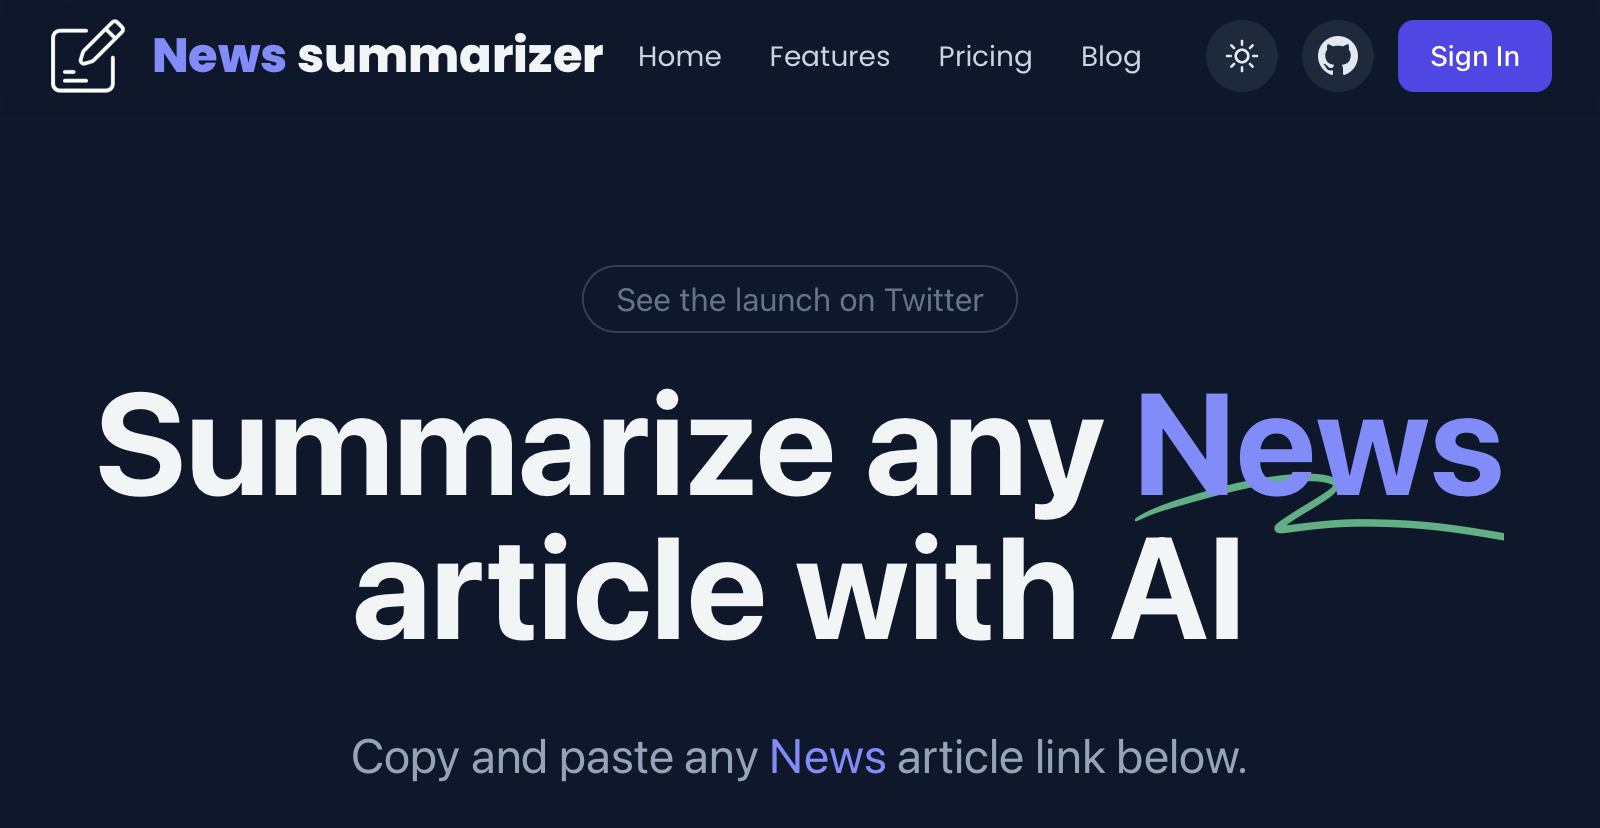 News summarizer Home Features Pricing Blog Sign In
See the launch on Twitter
Summarize any News
article with AI
Copy and paste any News article link below.